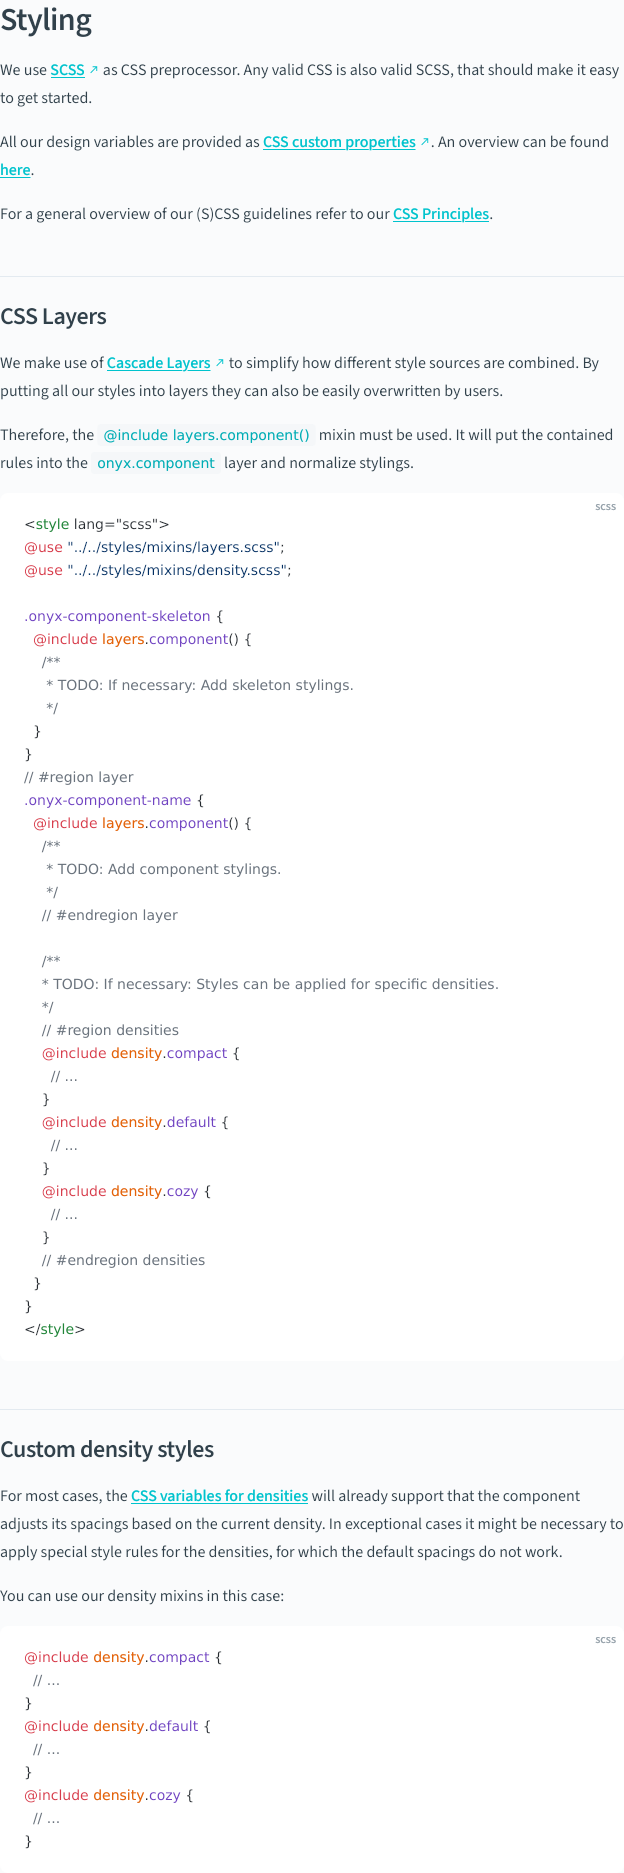 Styling
We use SCSS ↗ as CSS preprocessor. Any valid CSS is also valid SCSS, that should make it easy
to get started.
All our design variables are provided as CSS custom properties ↗. An overview can be found
here.
For a general overview of our (S)CSS guidelines refer to our CSS Principles.
CSS Layers
We make use of Cascade Layers ↗ to simplify how different style sources are combined. By
putting all our styles into layers they can also be easily overwritten by users.
Therefore, the @include layers.component() mixin must be used. It will put the contained
rules into the onyx.component layer and normalize stylings.
scss
<style lang="scss">
@use "../../styles/mixins/layers.scss";
@use "../../styles/mixins/density.scss";
.onyx-component-skeleton {
  @include layers.component() {
    /**
     * TODO: If necessary: Add skeleton stylings.
     */
  }
}
// #region layer
.onyx-component-name {
  @include layers.component() {
    /**
     * TODO: Add component stylings.
     */
    // #endregion layer
    /**
    * TODO: If necessary: Styles can be applied for specific densities.
    */
    // #region densities
    @include density.compact {
      // ...
    }
    @include density.default {
      // ...
    }
    @include density.cozy {
      // ...
    }
    // #endregion densities
  }
}
</style>
Custom density styles
For most cases, the CSS variables for densities will already support that the component
adjusts its spacings based on the current density. In exceptional cases it might be necessary to
apply special style rules for the densities, for which the default spacings do not work.
You can use our density mixins in this case:
scss
@include density.compact {
  // ...
}
@include density.default {
  // ...
}
@include density.cozy {
  // ...
}